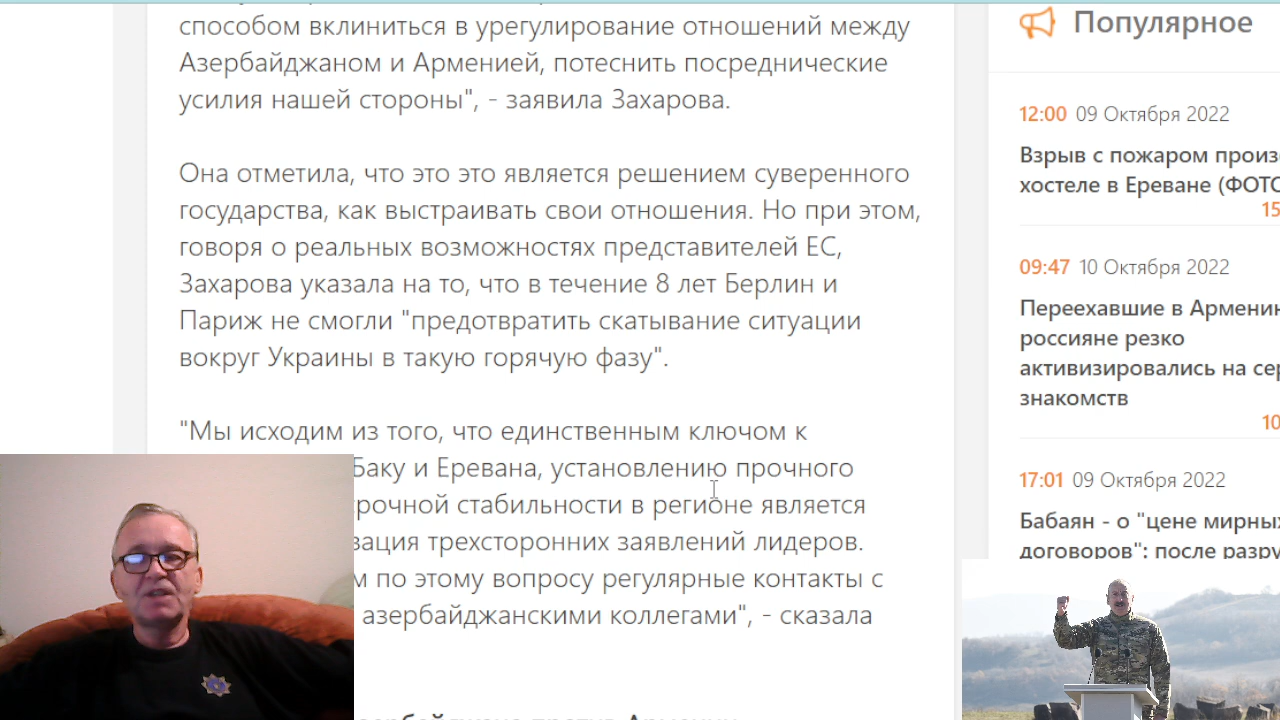 способом вклиниться в урегулирование отношений между
Азербайджаном и Арменией, потеснить посреднические
усилия нашей стороны", - заявила Захарова.
Она отметила, что это это является решением суверенного
государства, как выстраивать свои отношения. Но при этом,
говоря о реальных возможностях представителей ЕС,
Захарова указала на то, что в течение 8 лет Берлин и
Париж не смогли "предотвратить скатывание ситуации
вокруг Украины в такую горячую фазу".
"Мы исходим из того, что единственным ключом к
Баку и Еревана, установлению прочного
срочной стабильности в регионе является
зация трехсторонних заявлений лидеров.
м по этому вопросу регулярные контакты с
азербайджанскими коллегами", - сказала
Популярное
12:00 09 Октября 2022
Взрыв с пожаром произ
хостеле в Ереване (ФОТО
15
09:47 10 Октября 2022
Переехавшие в Армени
россияне резко
активизировались на сер
знакомств
10
17:01 09 Октября 2022
Бабаян - о "цене мирны
договоров": после разру